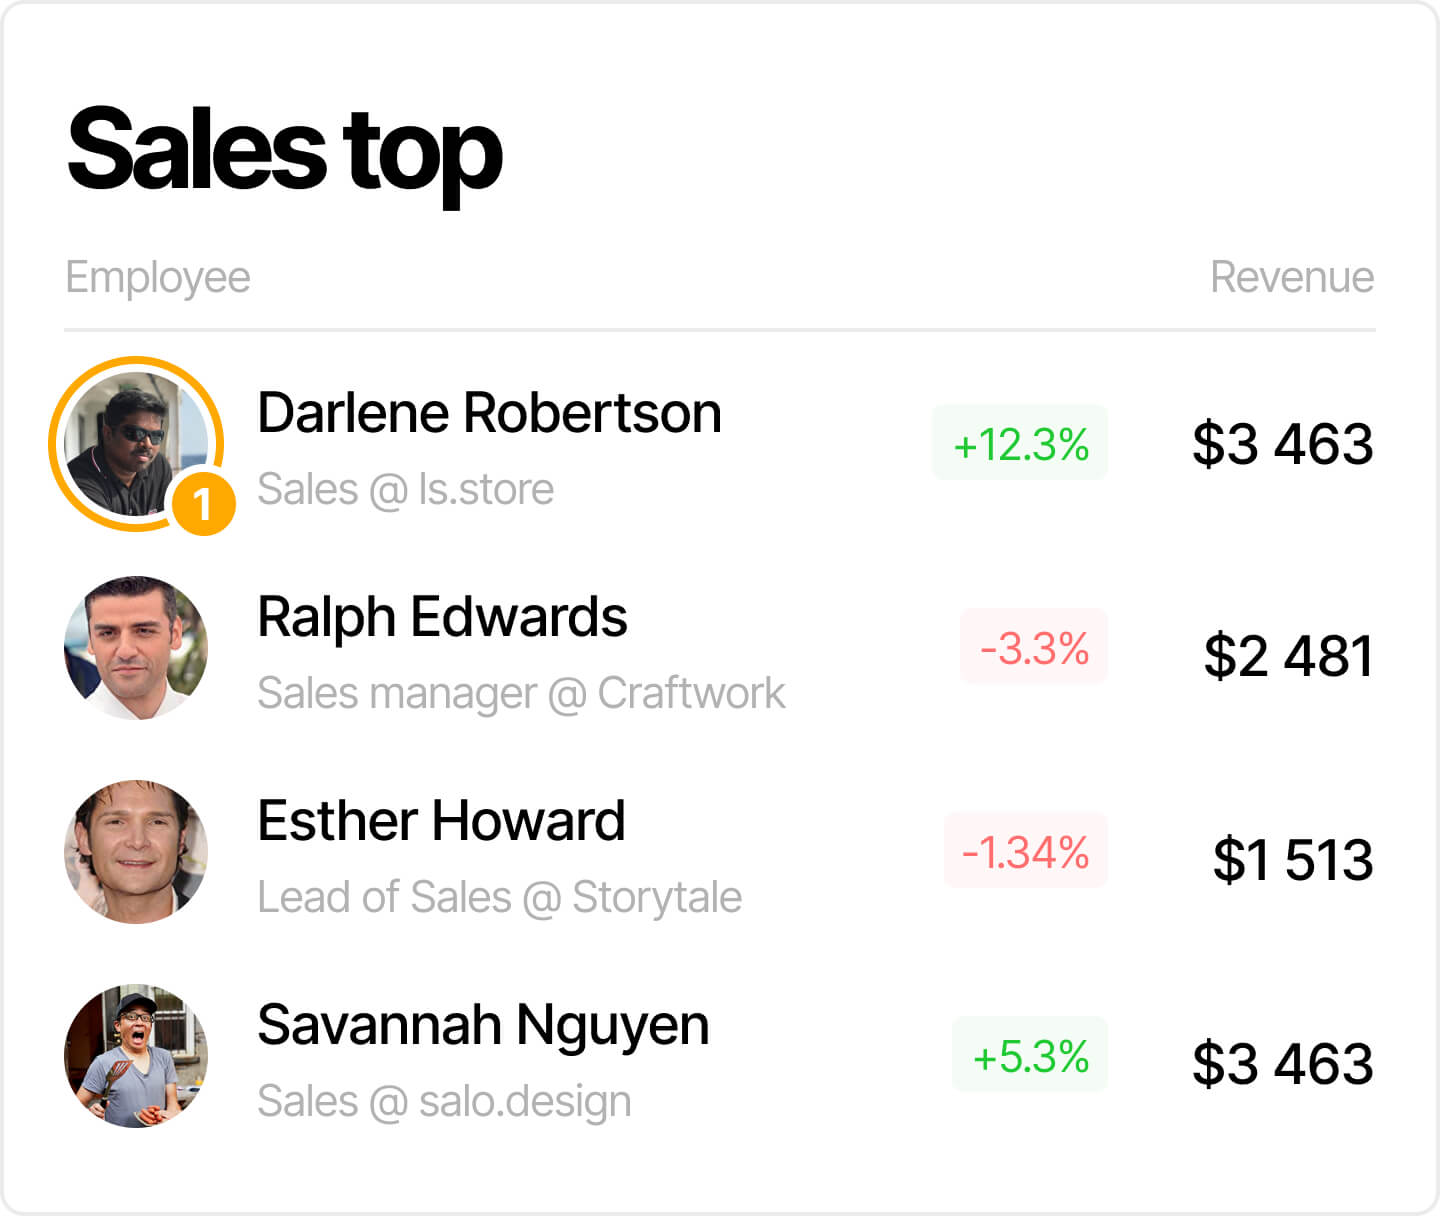 Sales top
Employee Revenue
Darlene Robertson
Sales @ ls.store
+12.3% $3 463
1
Ralph Edwards
Sales manager @ Craftwork
-3.3% $2 481
Esther Howard
Lead of Sales @ Storytale
-1.34% $1 513
Savannah Nguyen
Sales @ salo.design
+5.3% $3 463